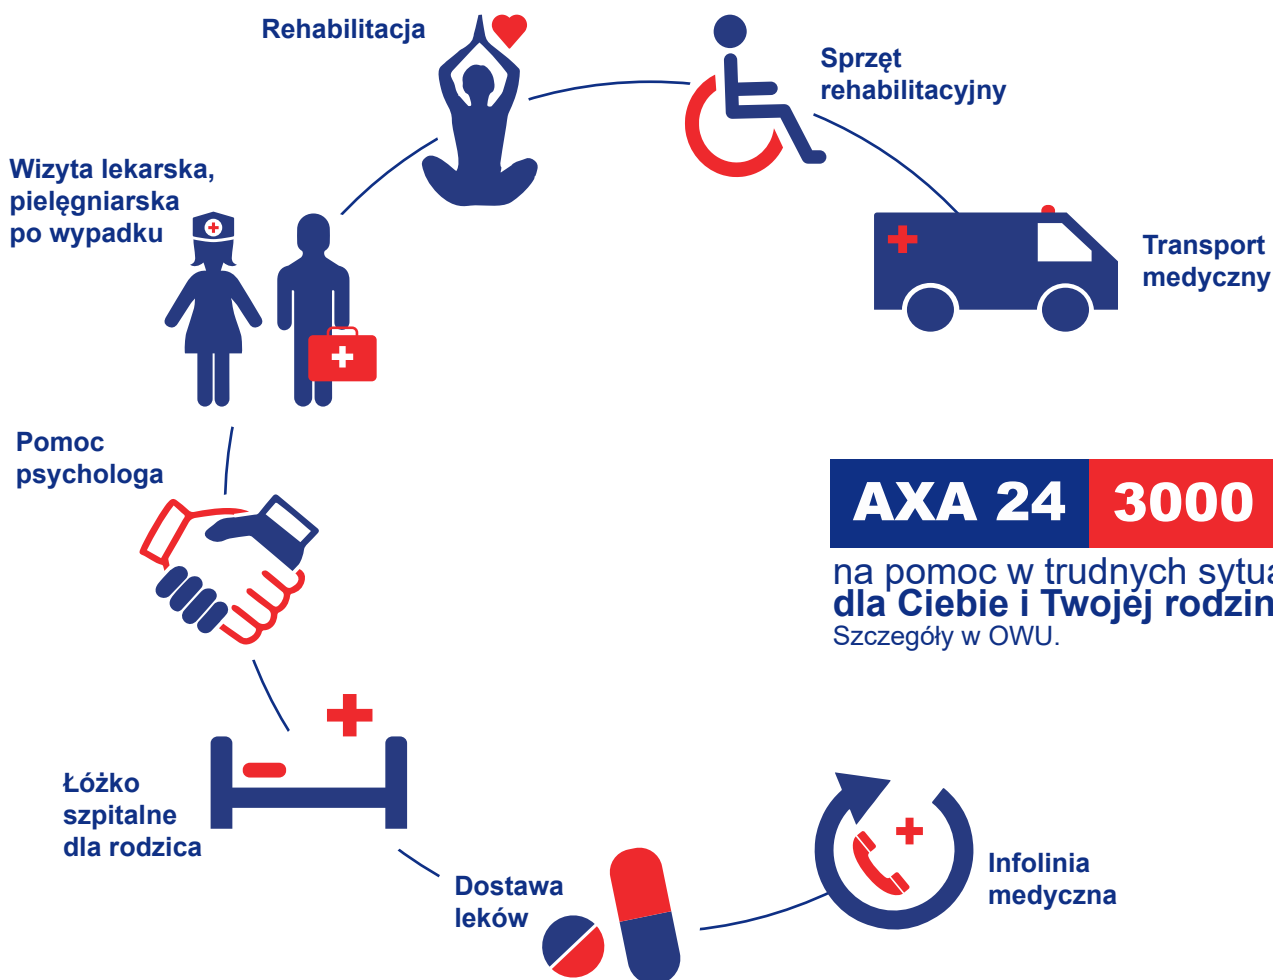 Rehabilitacja
Sprzęt
rehabilitacyjny
Wizyta lekarska,
pielęgniarska
po wypadku
Transport
medyczny
Pomoc
psychologa
AXA 24 3000
na pomoc w trudnych
dla Ciebie i Twojej
Szczegóły w OWU.
Łóżko
szpitalne
dla rodzica
Infolinia
medyczna
Dostawa
leków